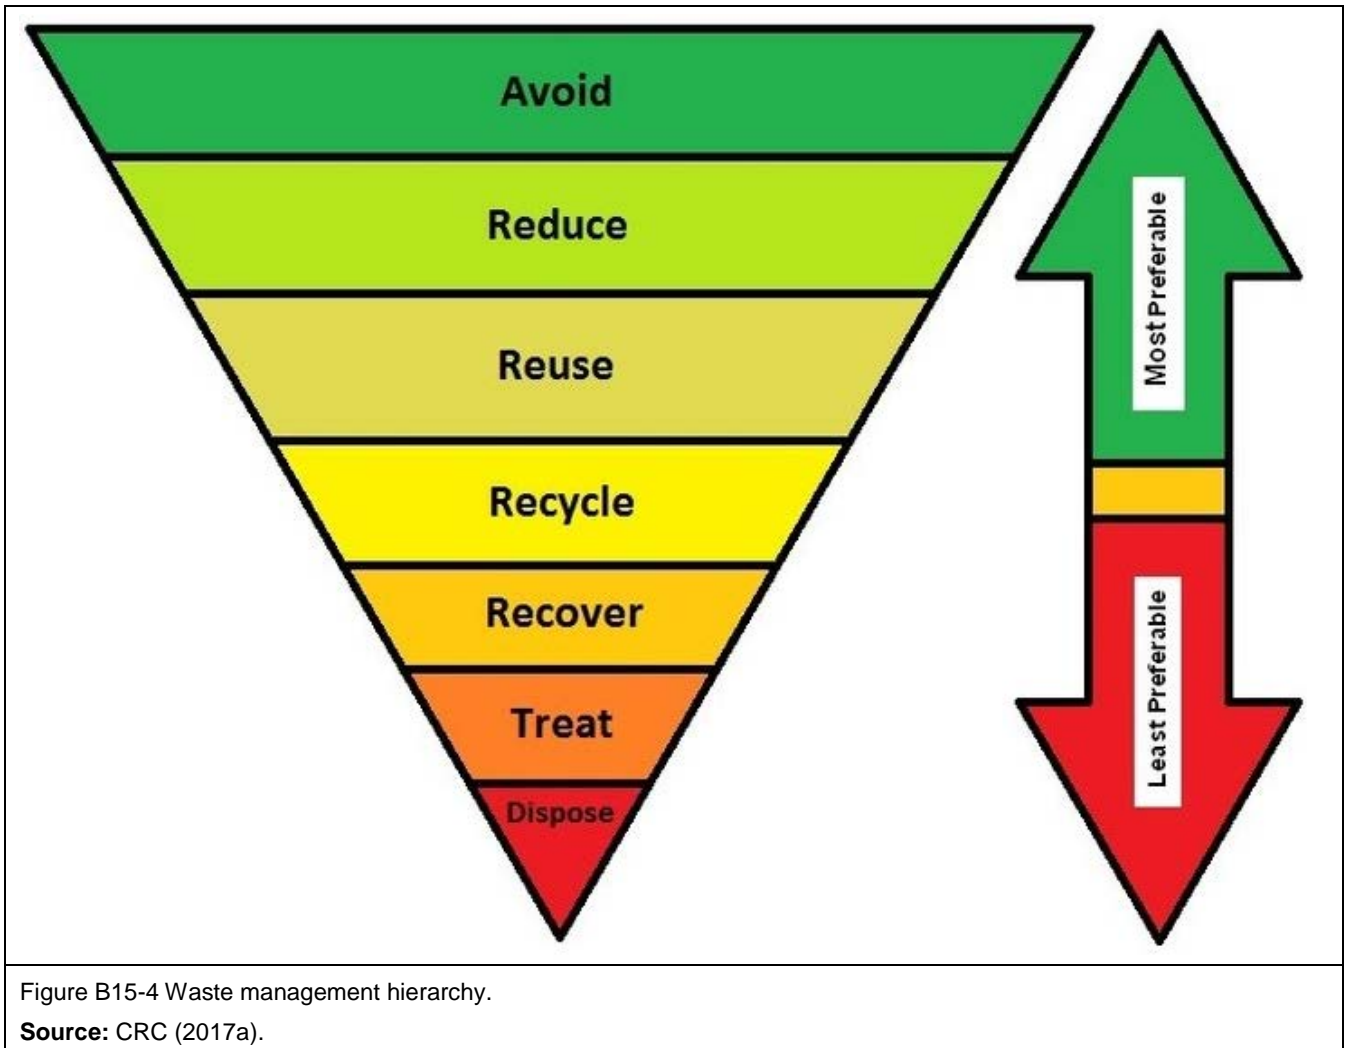 Avoid
Reduce
Reuse
Recycle
Recover
Treat
Dispose
Most Preferable
Least Preferable
Figure B15-4 Waste management hierarchy.
Source: CRC (2017a).